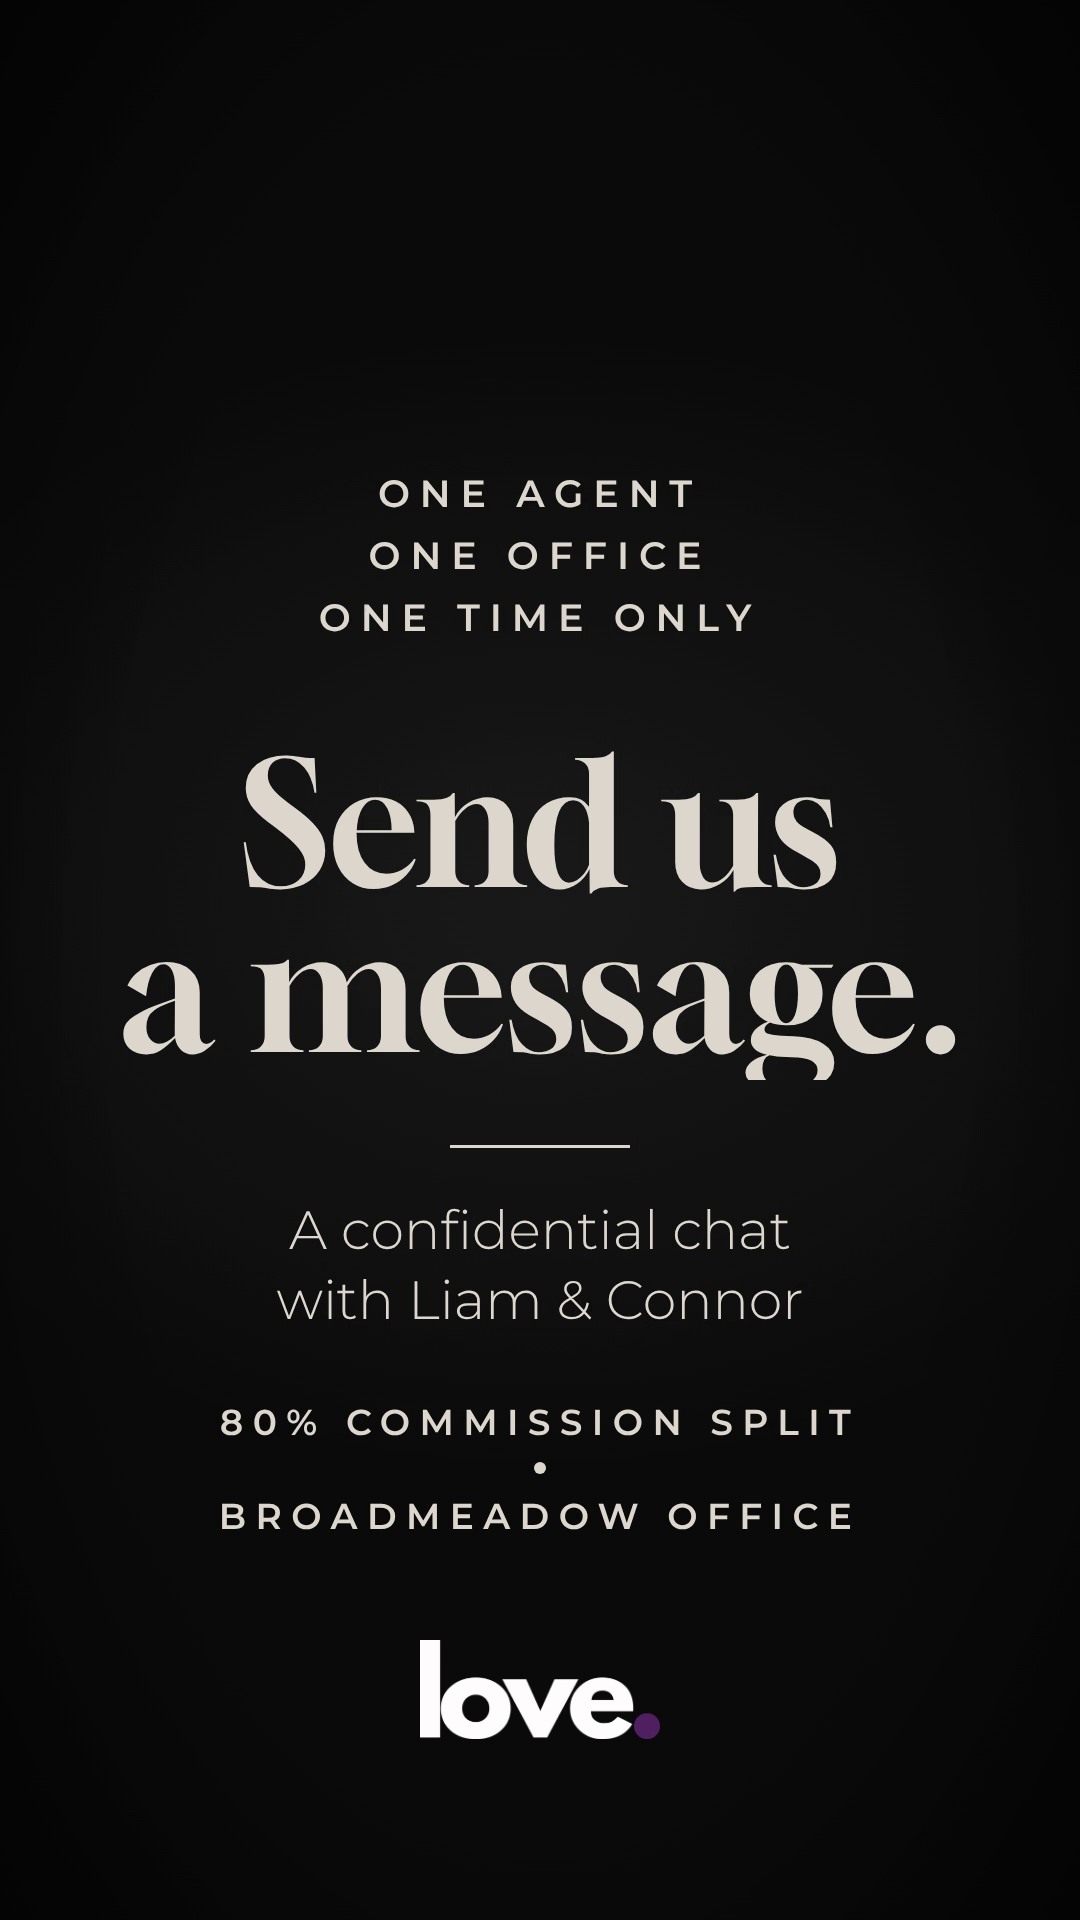 ONE AGENT
ONE OFFICE
ONE TIME ONLY
Send us
a message.
A confidential chat
with Liam & Connor
80% COMMISSION SPLIT
•
BROADMEADOW OFFICE
love.